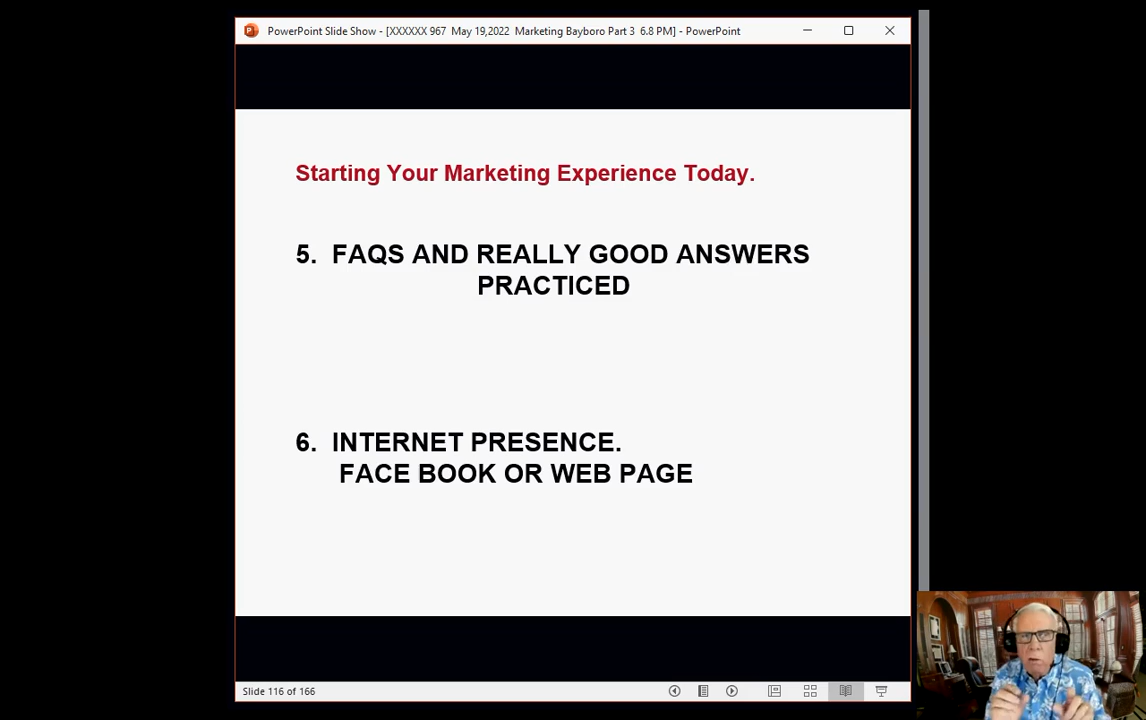 PowerPoint Slide Show - [XXXXXX 967 May 19,2022 Marketing Bayboro Part 3 6.8 PM] - PowerPoint
Starting Your Marketing Experience Today.
5. FAQS AND REALLY GOOD ANSWERS
PRACTICED
6. INTERNET PRESENCE.
FACE BOOK OR WEB PAGE
Slide 116 of 166